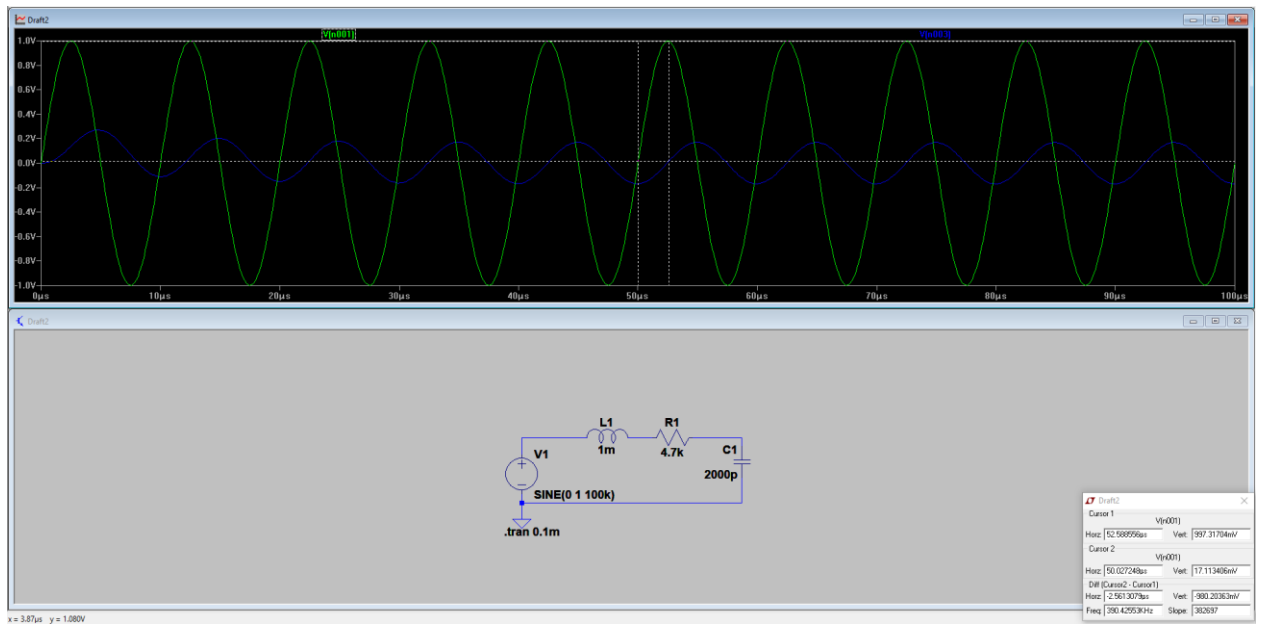 Draft2
V(n001) V(n003)
1.0V
0.8V
0.6V
0.4V
0.2V
0.0V
-0.2V
-0.4V
-0.6V
-0.8V
-1.0V
0µs 10µs 20µs 30µs 40µs 50µs 60µs 70µs 80µs 90µs 100µs
Draft2
L1 R1
1m 4.7k
V1 C1
2000p
SINE(0 1 100k)
.tran 0.1m
Draft2
Cursor 1
V(n001)
Horz: 52.588556µs Vert: 997.31704mV
Cursor 2
V(n001)
Horz: 50.027248µs Vert: 17.113406mV
Diff (Cursor2 - Cursor1)
Horz: -2.5613079µs Vert: -980.20363mV
Freq: 390.42553KHz Slope: 382697
x = 3.87µs y = 1.080V